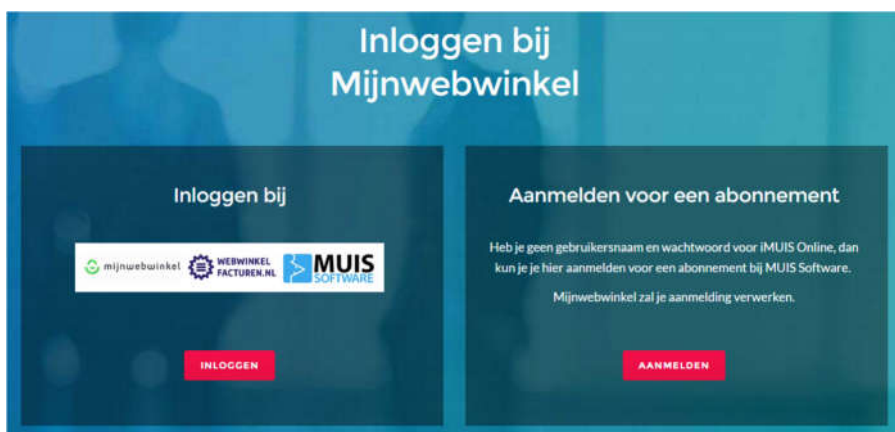 Inloggen bij
Mijnwebwinkel
Inloggen bij
mijnwebwinkel
WEBWINKEL
FACTUREN.NL
MUIS
SOFTWARE
INLOGGEN
Aanmelden voor een abonnement
Heb je geen gebruikersnaam en wachtwoord voor iMUIS Online, dan
kun je je hier aanmelden voor een abonnement bij MUIS Software.
Mijnwebwinkel zal je aanmelding verwerken.
AANMELDEN